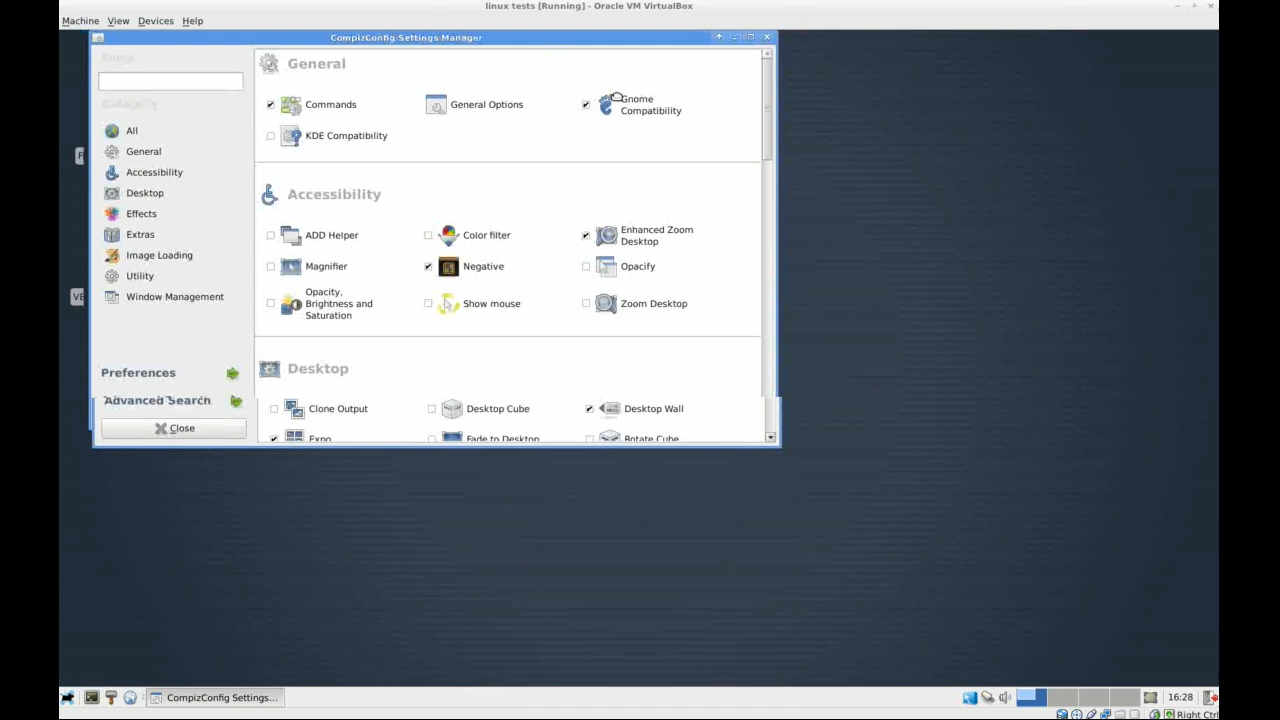 linux tests [Running] - Oracle VM VirtualBox
Machine View Devices Help
CompizConfig Settings Manager
General
Commands
General Options
Gnome
Compatibility
KDE Compatibility
All
General
Accessibility
Desktop
Effects
Extras
Image Loading
Utility
Window Management
Accessibility
ADD Helper
Color filter
Enhanced Zoom
Desktop
Magnifier
Negative
Opacify
Opacity,
Brightness and
Saturation
Show mouse
Zoom Desktop
Preferences
Advanced Search
Close
Desktop
Clone Output
Desktop Cube
Desktop Wall
Expo
Fade to Desktop
Rotate Cube
CompizConfig Settings...
16:28
Right Ctrl